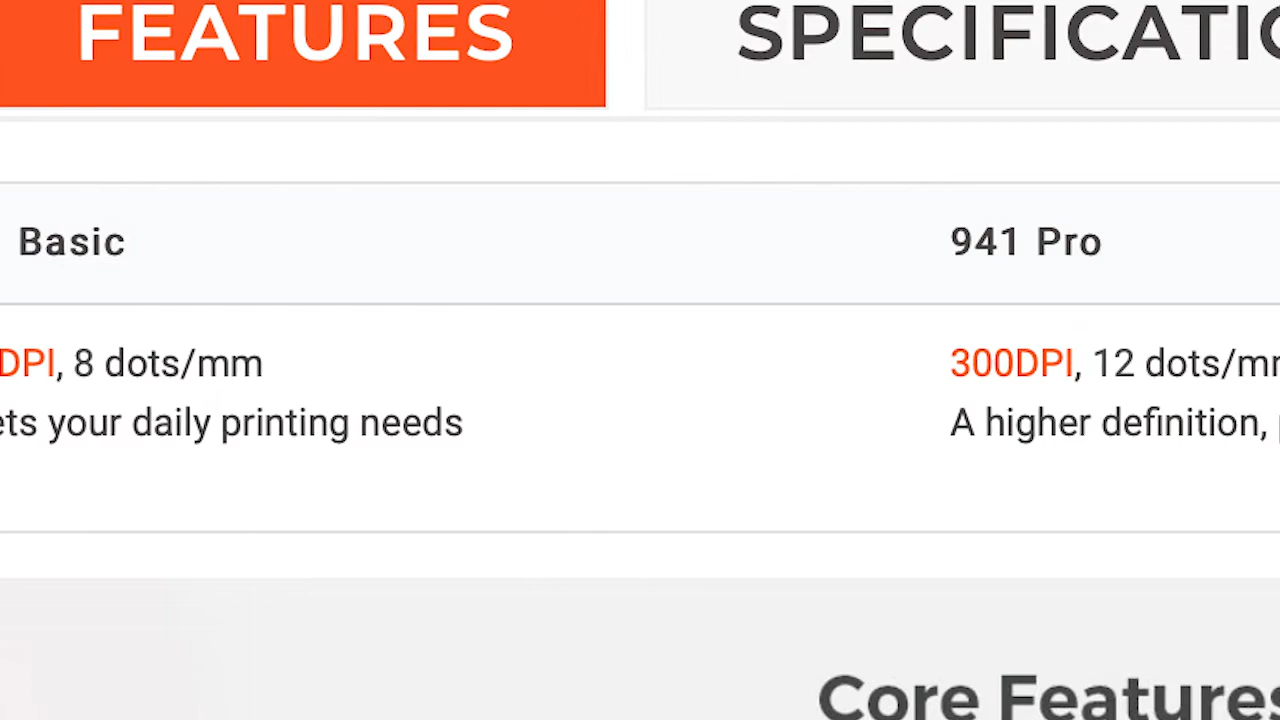 FEATURES SPECIFICATIO
Basic 941 Pro
DPI, 8 dots/mm 300DPI, 12 dots/mm
ets your daily printing needs A higher definition,
Core Features